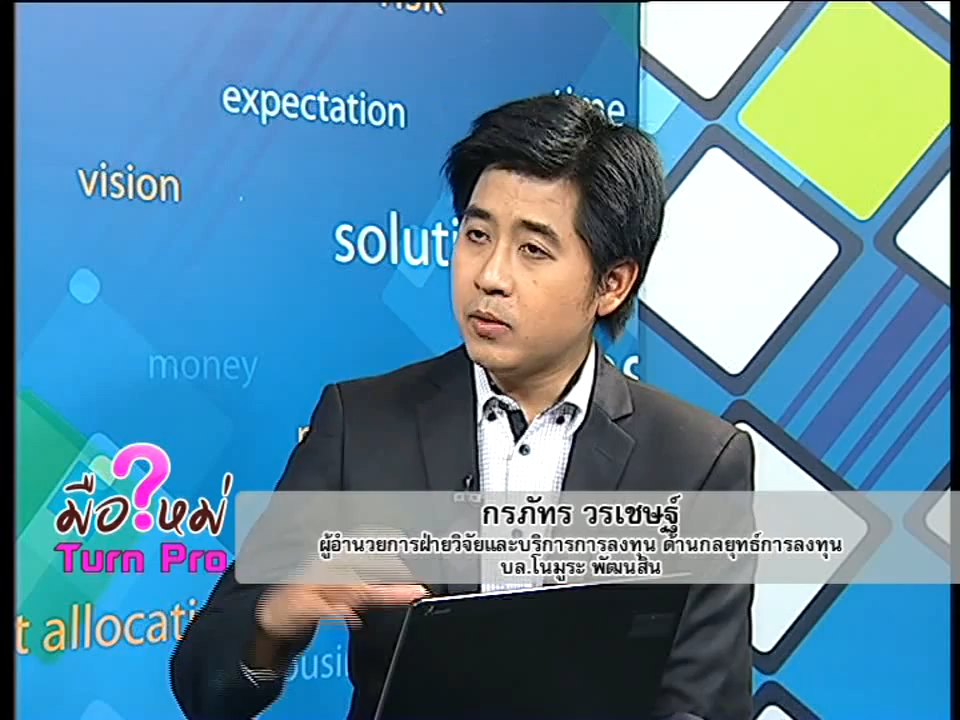 expectation
time
vision
money
มือ?ใหม่
Turn Pro
กรภัทร วรเชษฐ์
ผู้อำนวยการฝ่ายวิจัยและบริการการลงทุน ด้านกลยุทธ์การลงทุน
บล.โนมูระ พัฒนสิน